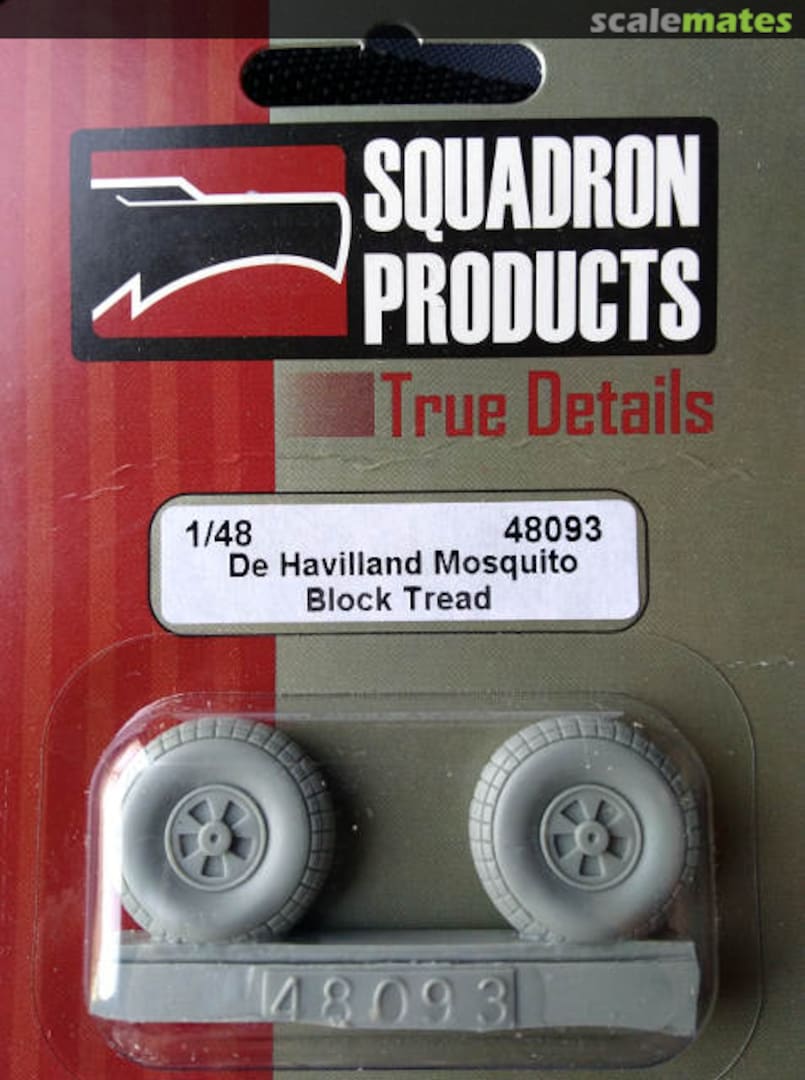 scalemates
SQUADRON
PRODUCTS
True Details
1/48 48093
De Havilland Mosquito
Block Tread
48093